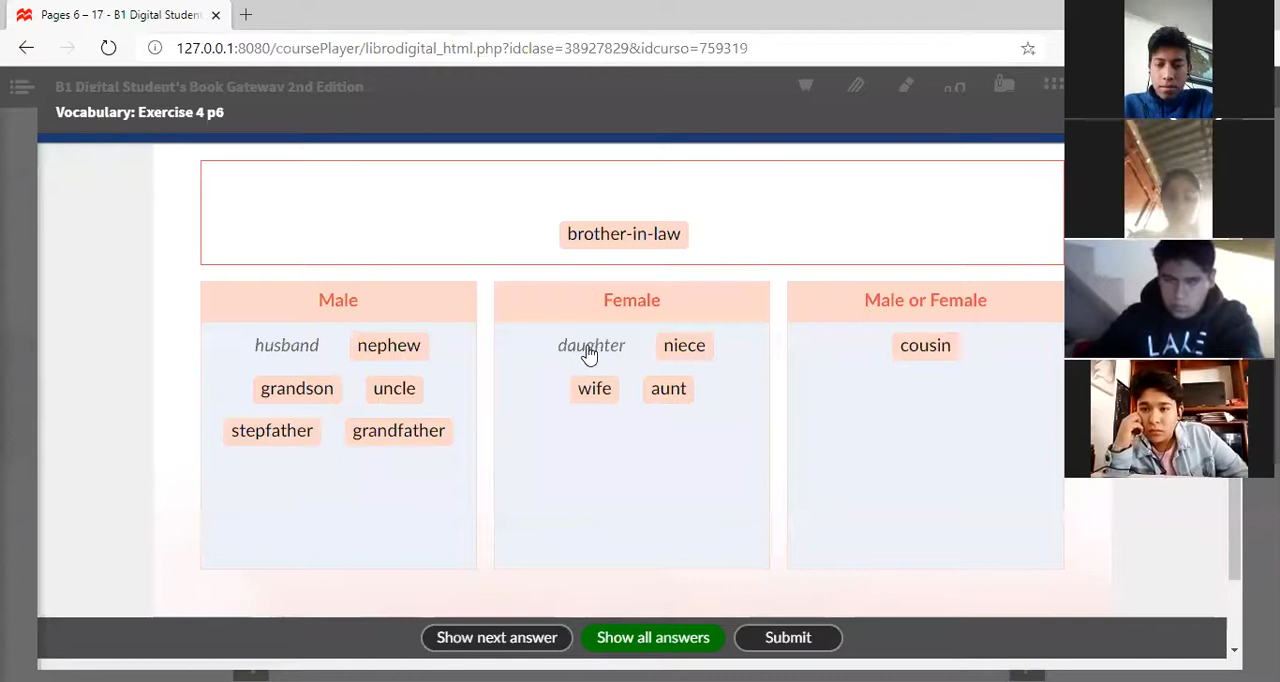 Pages 6 – 17 - B1 Digital Studen
127.0.0.1:8080/coursePlayer/librodigital_html.php?idclase=38927829&idcurso=759319
B1 Digital Student's Book Gateway 2nd Edition
Vocabulary: Exercise 4 p6
brother-in-law
Male Female Male or Female
husband nephew daughter niece cousin
grandson uncle wife aunt
stepfather grandfather
LAKE
Show next answer Show all answers Submit